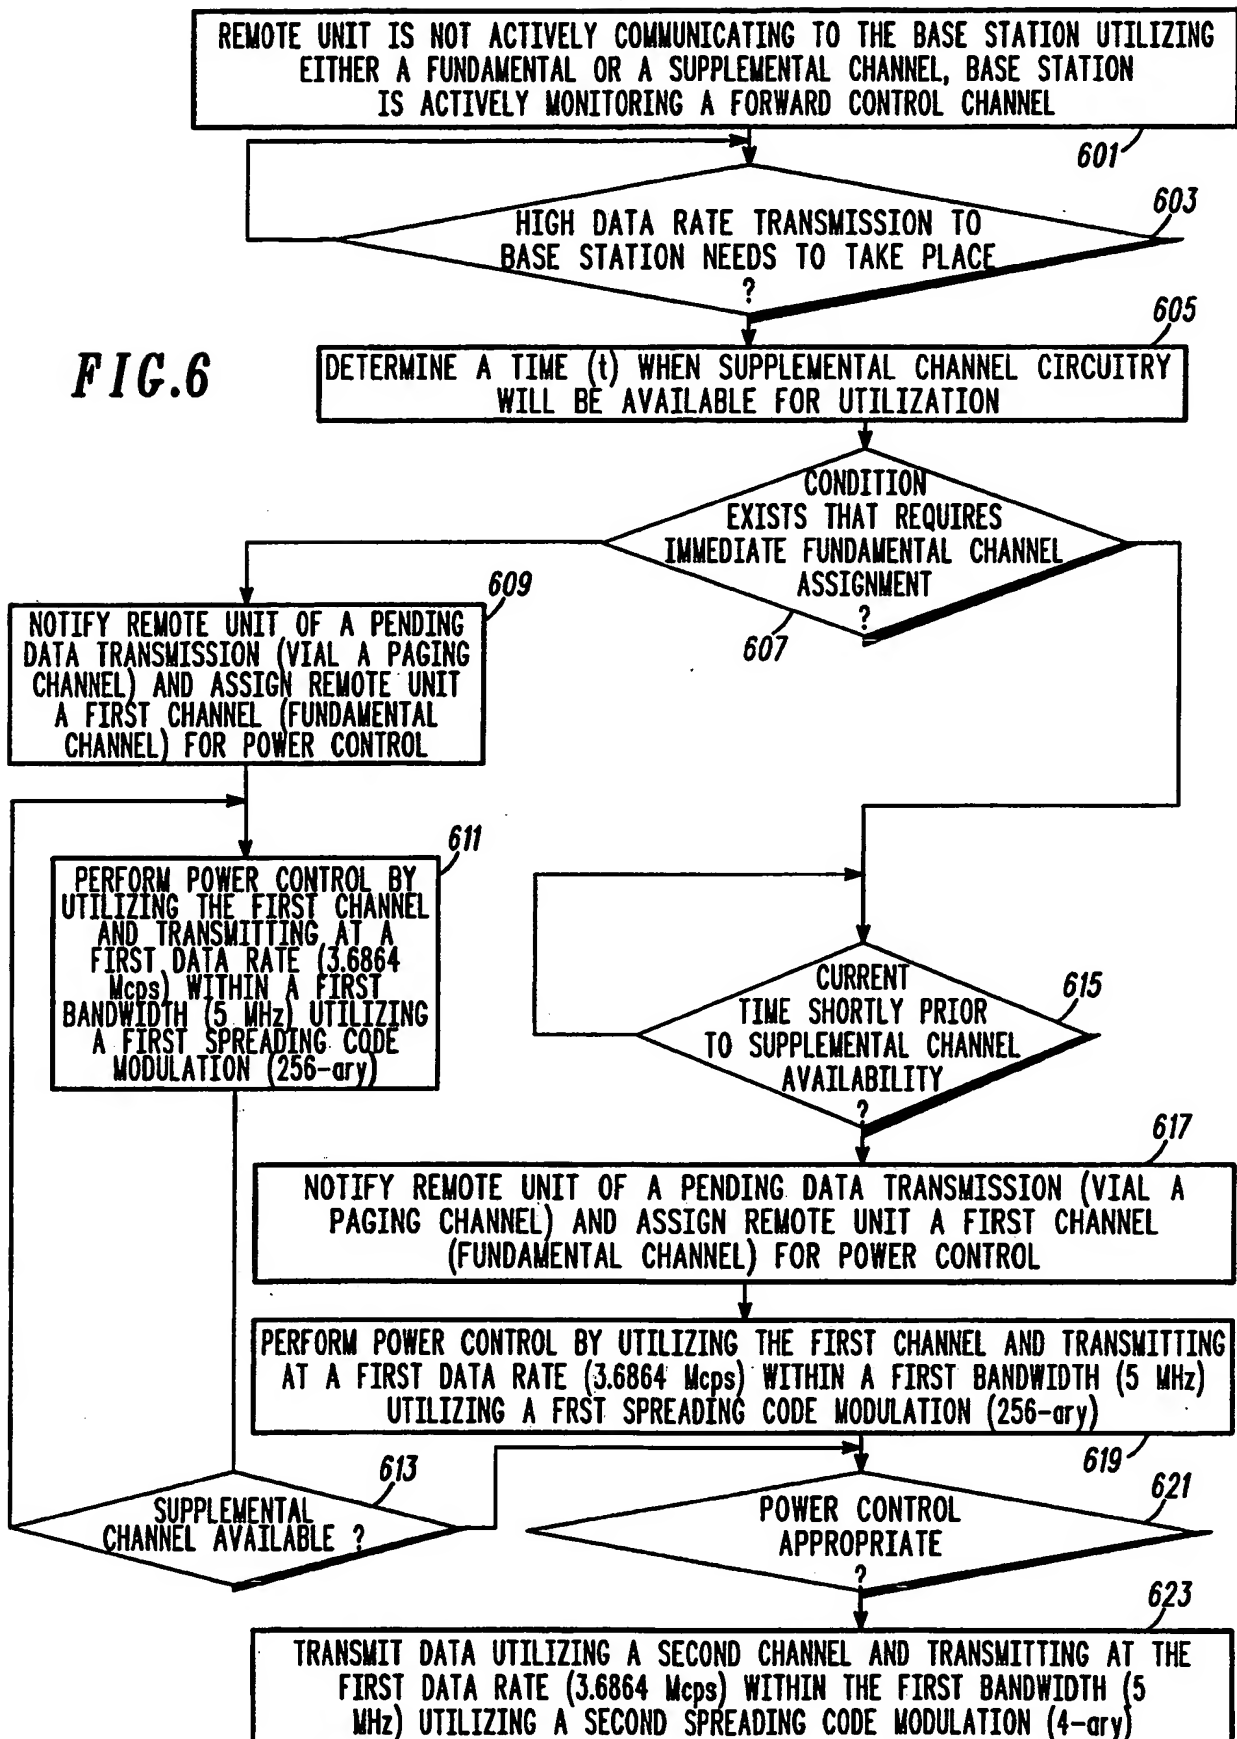 REMOTE UNIT IS NOT ACTIVELY COMMUNICATING TO THE BASE STATION UTILIZING
EITHER A FUNDAMENTAL OR A SUPPLEMENTAL CHANNEL, BASE STATION
IS ACTIVELY MONITORING A FORWARD CONTROL CHANNEL
601
HIGH DATA RATE TRANSMISSION TO
BASE STATION NEEDS TO TAKE PLACE
?
603
FIG.6
605
DETERMINE A TIME (t) WHEN SUPPLEMENTAL CHANNEL CIRCUITRY
WILL BE AVAILABLE FOR UTILIZATION
CONDITION
EXISTS THAT REQUIRES
IMMEDIATE FUNDAMENTAL CHANNEL
ASSIGNMENT
?
607
609
NOTIFY REMOTE UNIT OF A PENDING
DATA TRANSMISSION (VIAL A PAGING
CHANNEL) AND ASSIGN REMOTE UNIT
A FIRST CHANNEL (FUNDAMENTAL
CHANNEL) FOR POWER CONTROL
611
PERFORM POWER CONTROL BY
UTILIZING THE FIRST CHANNEL
AND TRANSMITTING AT A
FIRST DATA RATE (3.6864
Mcps) WITHIN A FIRST
BANDWIDTH (5 MHz) UTILIZING
A FIRST SPREADING CODE
MODULATION (256-ary)
CURRENT
TIME SHORTLY PRIOR
TO SUPPLEMENTAL CHANNEL
AVAILABILITY
?
615
617
NOTIFY REMOTE UNIT OF A PENDING DATA TRANSMISSION (VIAL A
PAGING CHANNEL) AND ASSIGN REMOTE UNIT A FIRST CHANNEL
(FUNDAMENTAL CHANNEL) FOR POWER CONTROL
PERFORM POWER CONTROL BY UTILIZING THE FIRST CHANNEL AND TRANSMITTING
AT A FIRST DATA RATE (3.6864 Mcps) WITHIN A FIRST BANDWIDTH (5 MHz)
UTILIZING A FRST SPREADING CODE MODULATION (256-ary)
619
613
SUPPLEMENTAL
CHANNEL AVAILABLE ?
621
POWER CONTROL
APPROPRIATE
?
623
TRANSMIT DATA UTILIZING A SECOND CHANNEL AND TRANSMITTING AT THE
FIRST DATA RATE (3.6864 Mcps) WITHIN THE FIRST BANDWIDTH (5
MHz) UTILIZING A SECOND SPREADING CODE MODULATION (4-ary)